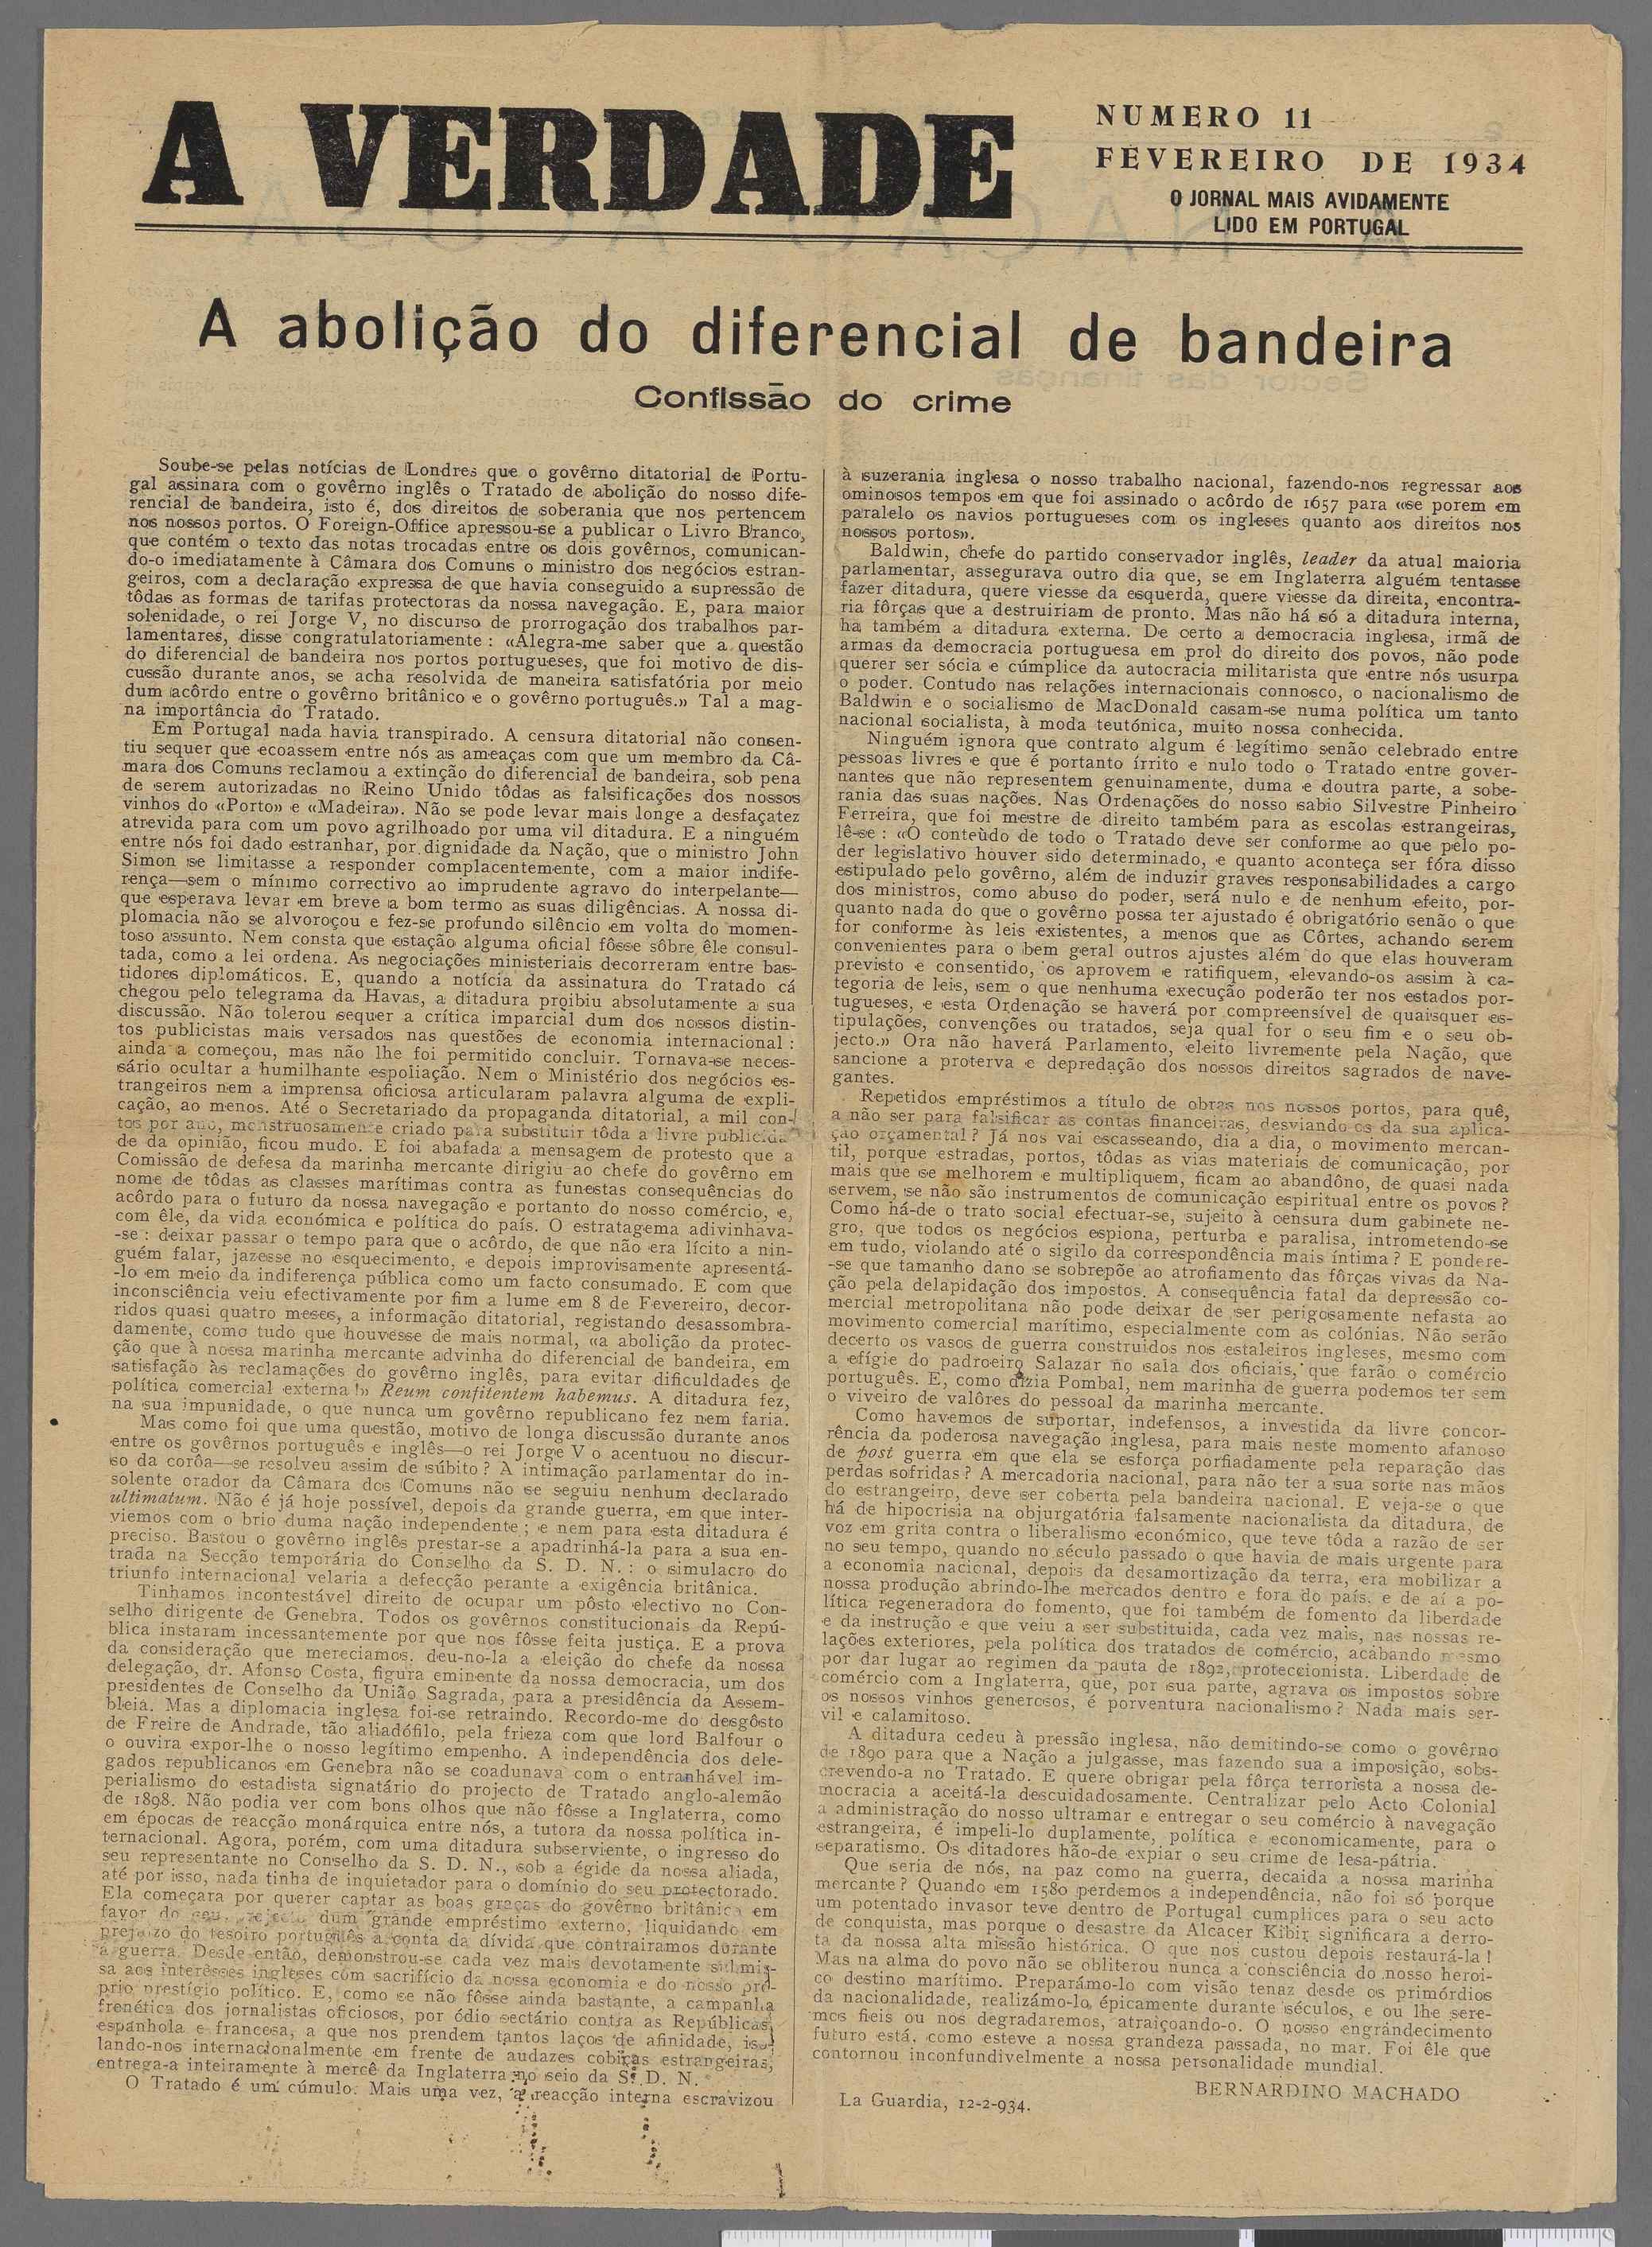 A VERDADE
NUMERO 11
FEVEREIRO DE 1934
O JORNAL MAIS AVIDAMENTE
LIDO EM PORTUGAL
A abolição do diferencial de bandeira
Confissão do crime
Soube-se pelas notícias de Londres que o govêrno ditatorial de Portu-
gal assinara com o govêrno inglês o Tratado de abolição do nosso dife-
rencial de bandeira, isto é, dos direitos de soberania que nos pertencem
nos nossos portos. O Foreign-Office apressou-se a publicar o Livro Branco,
que contém o texto das notas trocadas entre os dois govêrnos, comunican-
do-o imediatamente à Câmara dos Comuns o ministro dos negócios estran-
geiros, com a declaração expressa de que havia conseguido a supressão de
tôdas as formas de tarifas protectoras da nossa navegação. E, para maior
solenidade, o rei Jorge V, no discurso de prorrogação dos trabalhos par-
lamentares, disse congratulatoriamente : «Alegra-me saber que a questão
do diferencial de bandeira nos portos portugueses, que foi motivo de dis-
cussão durante anos, se acha resolvida de maneira satisfatória por meio
dum acôrdo entre o govêrno britânico e o govêrno português.» Tal a mag-
na importância do Tratado.
Em Portugal nada havia transpirado. A censura ditatorial não consen-
tiu sequer que ecoassem entre nós as ameaças com que um membro da Câ-
mara dos Comuns reclamou a extinção do diferencial de bandeira, sob pena
de serem autorizadas no Reino Unido tôdas as falsificações dos nossos
vinhos do «Porto» e «Madeira». Não se pode levar mais longe a desfaçatez
atrevida para com um povo agrilhoado por uma vil ditadura. E a ninguém
entre nós foi dado estranhar, por dignidade da Nação, que o ministro John
Simon se limitasse a responder complacentemente, com a maior indife-
rença—sem o mínimo correctivo ao imprudente agravo do interpelante—
que esperava levar em breve a bom termo as suas diligências. A nossa di-
plomacia não se alvoroçou e fez-se profundo silêncio em volta do momen-
toso assunto. Nem consta que estação alguma oficial fôsse sôbre êle consul-
tada, como a lei ordena. As negociações ministeriais decorreram entre bas-
tidores diplomáticos. E, quando a notícia da assinatura do Tratado cá
chegou pelo telegrama da Havas, a ditadura proibiu absolutamente a sua
discussão. Não tolerou sequer a crítica imparcial dum dos nossos distin-
tos publicistas mais versados nas questões de economia internacional :
ainda a começou, mas não lhe foi permitido concluir. Tornava-se neces-
sário ocultar a humilhante espoliação. Nem o Ministério dos negócios es-
trangeiros nem a imprensa oficiosa articularam palavra alguma de expli-
cação, ao menos. Até o Secretariado da propaganda ditatorial, a mil con-
tos por ano, monstruosamente criado para substituir tôda a livre publicida-
de da opinião, ficou mudo. E foi abafada a mensagem de protesto que a
Comissão de defesa da marinha mercante dirigiu ao chefe do govêrno em
nome de tôdas as classes marítimas contra as funestas consequências do
acôrdo para o futuro da nossa navegação e portanto do nosso comércio, e,
com êle, da vida económica e política do país. O estratagema adivinhava-
-se : deixar passar o tempo para que o acôrdo, de que não era lícito a nin-
guém falar, jazesse no esquecimento, e depois improvisamente apresentá-
-lo em meio da indiferença pública como um facto consumado. E com que
inconsciência veiu efectivamente por fim a lume em 8 de Fevereiro, decor-
ridos quasi quatro meses, a informação ditatorial, registando desassombra-
damente, como tudo que houvesse de mais normal, «a abolição da protec-
ção que à nossa marinha mercante advinha do diferencial de bandeira, em
satisfação às reclamações do govêrno inglês, para evitar dificuldades de
política comercial externa!» Reum confitentem habemus. A ditadura fez,
na sua impunidade, o que nunca um govêrno republicano fez nem faria.
Mas como foi que uma questão, motivo de longa discussão durante anos
entre os govêrnos português e inglês—o rei Jorge V o acentuou no discur-
so da corôa—se resolveu assim de súbito ? A intimação parlamentar do in-
solente orador da Câmara dos Comuns não se seguiu nenhum declarado
ultimatum. Não é já hoje possível, depois da grande guerra, em que inter-
viemos com o brio duma nação independente ; e nem para esta ditadura é
preciso. Bastou o govêrno inglês prestar-se a apadrinhá-la para a sua en-
trada na Secção temporária do Conselho da S. D. N. : o simulacro do
triunfo internacional velaria a defecção perante a exigência britânica.
Tinhamos incontestável direito de ocupar um pôsto electivo no Con-
selho dirigente de Genebra. Todos os govêrnos constitucionais da Repú-
blica instaram incessantemente por que nos fôsse feita justiça. E a prova
da consideração que mereciamos, deu-no-la a eleição do chefe da nossa
delegação, dr. Afonso Costa, figura eminente da nossa democracia, um dos
presidentes de Conselho da União Sagrada, para a presidência da Assem-
bleia. Mas a diplomacia inglesa foi-se retraindo. Recordo-me do desgôsto
de Freire de Andrade, tão aliadófilo, pela frieza com que lord Balfour o
o ouvira expor-lhe o nosso legítimo empenho. A independência dos dele-
gados republicanos em Genebra não se coadunava com o entranhável im-
perialismo do estadista signatário do projecto de Tratado anglo-alemão
de 1898. Não podia ver com bons olhos que não fôsse a Inglaterra, como
em épocas de reacção monárquica entre nós, a tutora da nossa política in-
ternacional. Agora, porém, com uma ditadura subserviente, o ingresso do
seu representante no Conselho da S. D. N., sob a égide da nossa aliada,
até por isso, nada tinha de inquietador para o domínio do seu protectorado.
Ela começara por querer captar as boas graças do govêrno britânico em
favor do seu projecto dum grande empréstimo externo, liquidando em
prejuizo do tesoiro português a conta da dívida que contrairamos durante
a guerra. Desde então, demonstrou-se cada vez mais devotamente submis-
sa aos interêsses ingleses com sacrifício da nossa economia e do nosso pró-
prio prestígio político. E, como se não fôsse ainda bastante, a campanha
frenética dos jornalistas oficiosos, por ódio sectário contra as Repúblicas
espanhola e francesa, a que nos prendem tantos laços de afinidade, iso-
lando-nos internacionalmente em frente de audazes cobiças estrangeiras,
entrega-a inteiramente à mercê da Inglaterra no seio da S. D. N.
O Tratado é um cúmulo. Mais uma vez, a reacção interna escravizou
à suzerania inglesa o nosso trabalho nacional, fazendo-nos regressar aos
ominosos tempos em que foi assinado o acôrdo de 1657 para «se porem em
paralelo os navios portugueses com os ingleses quanto aos direitos nos
nossos portos».
Baldwin, chefe do partido conservador inglês, leader da atual maioria
parlamentar, assegurava outro dia que, se em Inglaterra alguém tentasse
fazer ditadura, quere viesse da esquerda, quere viesse da direita, encontra-
ria fôrças que a destruiriam de pronto. Mas não há só a ditadura interna,
ha também a ditadura externa. De certo a democracia inglesa, irmã de
armas da democracia portuguesa em prol do direito dos povos, não pode
querer ser sócia e cúmplice da autocracia militarista que entre nós usurpa
o poder. Contudo nas relações internacionais connosco, o nacionalismo de
Baldwin e o socialismo de MacDonald casam-se numa política um tanto
nacional socialista, à moda teutónica, muito nossa conhecida.
Ninguém ignora que contrato algum é legítimo senão celebrado entre
pessoas livres e que é portanto írrito e nulo todo o Tratado entre gover-
nantes que não representem genuinamente, duma e doutra parte, a sobe-
rania das suas nações. Nas Ordenações do nosso sabio Silvestre Pinheiro
Ferreira, que foi mestre de direito também para as escolas estrangeiras,
lê-se : «O conteùdo de todo o Tratado deve ser conforme ao que pelo po-
der legislativo houver sido determinado, e quanto aconteça ser fóra disso
estipulado pelo govêrno, além de induzir graves responsabilidades a cargo
dos ministros, como abuso do poder, será nulo e de nenhum efeito, por-
quanto nada do que o govêrno possa ter ajustado é obrigatório senão o que
for conforme às leis existentes, a menos que as Côrtes, achando serem
convenientes para o bem geral outros ajustes além do que elas houveram
previsto e consentido, os aprovem e ratifiquem, elevando-os assim à ca-
tegoria de leis, sem o que nenhuma execução poderão ter nos estados por-
tugueses, e esta Ordenação se haverá por compreensível de quaisquer es-
tipulações, convenções ou tratados, seja qual for o seu fim e o seu ob-
jecto.» Ora não haverá Parlamento, eleito livremente pela Nação, que
sancione a proterva e depredação dos nossos direitos sagrados de nave-
gantes.
Repetidos empréstimos a título de obras nos nossos portos, para quê,
a não ser para falsificar as contas financeiras, desviando-os da sua aplica-
ção orçamental ? Já nos vai escasseando, dia a dia, o movimento mercan-
til, porque estradas, portos, tôdas as vias materiais de comunicação, por
mais que se melhorem e multipliquem, ficam ao abandôno, de quasi nada
servem, se não são instrumentos de comunicação espiritual entre os povos ?
Como há-de o trato social efectuar-se, sujeito à censura dum gabinete ne-
gro, que todos os negócios espiona, perturba e paralisa, intrometendo-se
em tudo, violando até o sigilo da correspondência mais íntima ? E pondere-
-se que tamanho dano se sobrepõe ao atrofiamento das fôrças vivas da Na-
ção pela delapidação dos impostos. A consequência fatal da depressão co-
mercial metropolitana não pode deixar de ser perigosamente nefasto ao
movimento comercial marítimo, especialmente com as colónias. Não serão
decerto os vasos de guerra construidos nos estaleiros ingleses, mesmo com
a efígie do padroeiro Salazar no sala dos oficiais, que farão o comércio
português. E, como dizia Pombal, nem marinha de guerra podemos ter sem
o viveiro de valôres do pessoal da marinha mercante.
Como havemos de suportar, indefensos, a investida da livre concor-
rência da poderosa navegação inglesa, para mais neste momento afanoso
de post guerra em que ela se esforça porfiadamente pela reparação das
perdas sofridas ? A mercadoria nacional, para não ter a sua sorte nas mãos
do estrangeiro, deve ser coberta pela bandeira nacional. E veja-se o que
há de hipocrisia na objurgatória falsamente nacionalista da ditadura, de
voz em grita contra o liberalismo económico, que teve tôda a razão de ser
no seu tempo, quando no século passado o que havia de mais urgente para
a economia nacional, depois da desamortização da terra, era mobilizar a
nossa produção abrindo-lhe mercados dentro e fora do país, e de aí a po-
lítica regeneradora do fomento, que foi também de fomento da liberdade
e da instrução e que veiu a ser substituida, cada vez mais, nas nossas re-
lações exteriores, pela política dos tratados de comércio, acabando mesmo
por dar lugar ao regimen da pauta de 1892, proteccionista. Liberdade de
comércio com a Inglaterra, que, por sua parte, agrava os impostos sôbre
os nossos vinhos generosos, é porventura nacionalismo ? Nada mais ser-
vil e calamitoso.
A ditadura cedeu à pressão inglesa, não demitindo-se como o govêrno
de 1890 para que a Nação a julgasse, mas fazendo sua a imposição, sobs-
crevendo-a no Tratado. E quere obrigar pela fôrça terrorista a nossa de-
mocracia a aceitá-la descuidadosamente. Centralizar pelo Acto Colonial
a administração do nosso ultramar e entregar o seu comércio à navegação
estrangeira, é impeli-lo duplamente, política e economicamente, para o
separatismo. Os ditadores hão-de expiar o seu crime de lesa-pátria.
Que seria de nós, na paz como na guerra, decaida a nossa marinha
mercante ? Quando em 1580 perdemos a independência, não foi só porque
um potentado invasor teve dentro de Portugal cumplices para o seu acto
de conquista, mas porque o desastre da Alcacer Kibir significara a derro-
ta da nossa alta missão histórica. O que nos custou depois restaurá-la !
Mas na alma do povo não se obliterou nunca a consciência do nosso heroi-
co destino marítimo. Preparámo-lo com visão tenaz desde os primórdios
da nacionalidade, realizámo-lo, épicamente durante séculos, e ou lhe sere-
mos fieis ou nos degradaremos, atraiçoando-o. O nosso engrandecimento
futuro está, como esteve a nossa grandeza passada, no mar. Foi êle que
contornou inconfundivelmente a nossa personalidade mundial.
BERNARDINO MACHADO
La Guardia, 12-2-934.